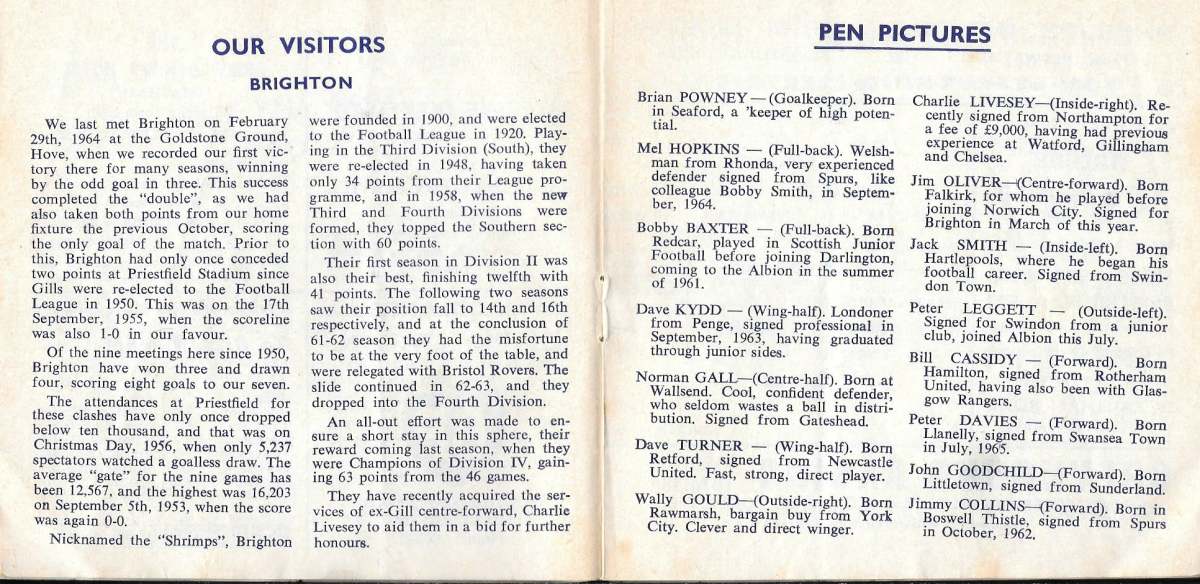 OUR VISITORS
BRIGHTON
We last met Brighton on February
29th, 1964 at the Goldstone Ground,
Hove, when we recorded our first vic-
tory there for many seasons, winning
by the odd goal in three. This success
completed the "double", as we had
also taken both points from our home
fixture the previous October, scoring
the only goal of the match. Prior to
this, Brighton had only once conceded
two points at Priestfield Stadium since
Gills were re-elected to the Football
League in 1950. This was on the 17th
September, 1955, when the scoreline
was also 1-0 in our favour.
Of the nine meetings here since 1950,
Brighton have won three and drawn
four, scoring eight goals to our seven.
The attendances at Priestfield for
these clashes have only once dropped
below ten thousand, and that was on
Christmas Day, 1956, when only 5,237
spectators watched a goalless draw. The
average "gate" for the nine games has
been 12,567, and the highest was 16,203
on September 5th, 1953, when the score
was again 0-0.
Nicknamed the "Shrimps", Brighton
were founded in 1900, and were elected
to the Football League in 1920. Play-
ing in the Third Division (South), they
were re-elected in 1948, having taken
only 34 points from their League pro-
gramme, and in 1958, when the new
Third and Fourth Divisions were
formed, they topped the Southern sec-
tion with 60 points.
Their first season in Division II was
also their best, finishing twelfth with
41 points. The following two seasons
saw their position fall to 14th and 16th
respectively, and at the conclusion of
61-62 season they had the misfortune
to be at the very foot of the table, and
were relegated with Bristol Rovers. The
slide continued in 62-63, and they
dropped into the Fourth Division.
An all-out effort was made to en-
sure a short stay in this sphere, their
reward coming last season, when they
were Champions of Division IV, gain-
ing 63 points from the 46 games.
They have recently acquired the ser-
vices of ex-Gill centre-forward, Charlie
Livesey to aid them in a bid for further
honours.
PEN PICTURES
Brian POWNEY — (Goalkeeper). Born
in Seaford, a 'keeper of high poten-
tial.
Mel HOPKINS — (Full-back). Welsh-
man from Rhonda, very experienced
defender signed from Spurs, like
colleague Bobby Smith, in Septem-
ber, 1964.
Bobby BAXTER — (Full-back). Born
Redcar, played in Scottish Junior
Football before joining Darlington,
coming to the Albion in the summer
of 1961.
Dave KYDD — (Wing-half). Londoner
from Penge, signed professional in
September, 1963, having graduated
through junior sides.
Norman GALL—(Centre-half). Born at
Wallsend. Cool, confident defender,
who seldom wastes a ball in distri-
bution. Signed from Gateshead.
Dave TURNER — (Wing-half). Born
Retford, signed from Newcastle
United. Fast, strong, direct player.
Wally GOULD—(Outside-right). Born
Rawmarsh, bargain buy from York
City. Clever and direct winger.
Charlie LIVESEY—(Inside-right). Re-
cently signed from Northampton for
a fee of £9,000, having had previous
experience at Watford, Gillingham
and Chelsea.
Jim OLIVER—(Centre-forward). Born
Falkirk, for whom he played before
joining Norwich City. Signed for
Brighton in March of this year.
Jack SMITH — (Inside-left). Born
Hartlepools, where he began his
football career. Signed from Swin-
don Town.
Peter LEGGETT — (Outside-left).
Signed for Swindon from a junior
club, joined Albion this July.
Bill CASSIDY — (Forward). Born
Hamilton, signed from Rotherham
United, having also been with Glas-
gow Rangers.
Peter DAVIES — (Forward). Born
Llanelly, signed from Swansea Town
in July, 1965.
John GOODCHILD—(Forward). Born
Littletown, signed from Sunderland.
Jimmy COLLINS—(Forward). Born in
Boswell Thistle, signed from Spurs
in October, 1962.